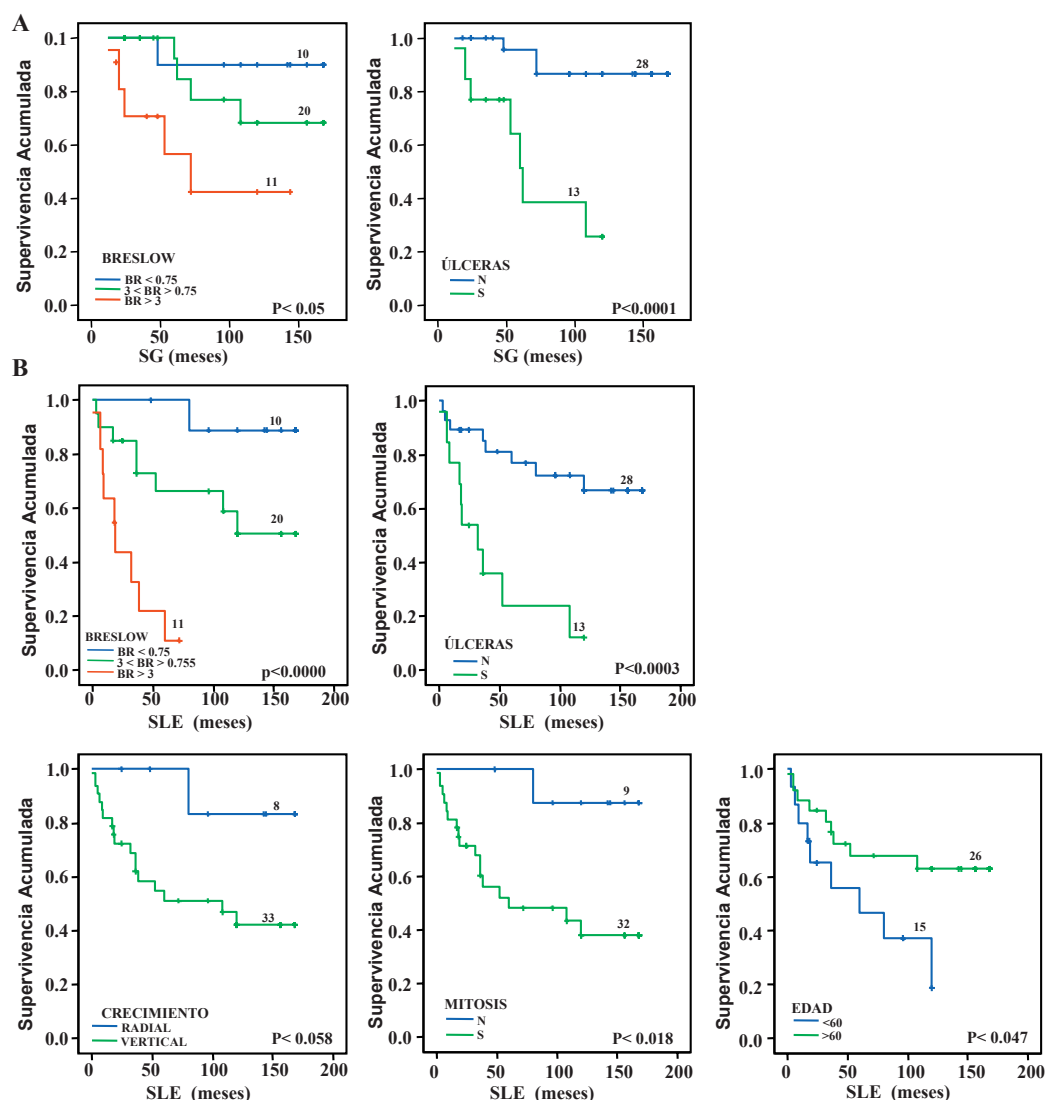 A
Supervivencia Acumulada
0.1
0.8
0.6
0.4
0.2
0.0
10
20
11
BRESLOW
BR < 0.75
3 < BR > 0.75
BR > 3
P< 0.05
0 50 100 150
SG (meses)
Supervivencia Acumulada
1.0
0.8
0.6
0.4
0.2
0.0
28
13
ÚLCERAS
N
S
P<0.0001
0 50 100 150
SG (meses)
B
Supervivencia Acumulada
1.0
0.8
0.6
0.4
0.2
0.0
10
20
11
BRESLOW
BR < 0.75
3 < BR > 0.755
BR > 3
p<0.0000
0 50 100 150 200
SLE (meses)
Supervivencia Acumulada
1.0
0.8
0.6
0.4
0.2
0.0
28
13
ÚLCERAS
N
S
P<0.0003
0 50 100 150 200
SLE (meses)
Supervivencia Acumulada
1.0
0.8
0.6
0.4
0.2
0.0
8
33
CRECIMIENTO
RADIAL
VERTICAL
P< 0.058
0 50 100 150 200
SLE (meses)
Supervivencia Acumulada
1.0
0.8
0.6
0.4
0.2
0.0
9
32
MITOSIS
N
S
P< 0.018
0 50 100 150 200
SLE (meses)
Supervivencia Acumulada
1.0
0.8
0.6
0.4
0.2
0.0
26
15
EDAD
<60
>60
P< 0.047
0 50 100 150 200
SLE (meses)